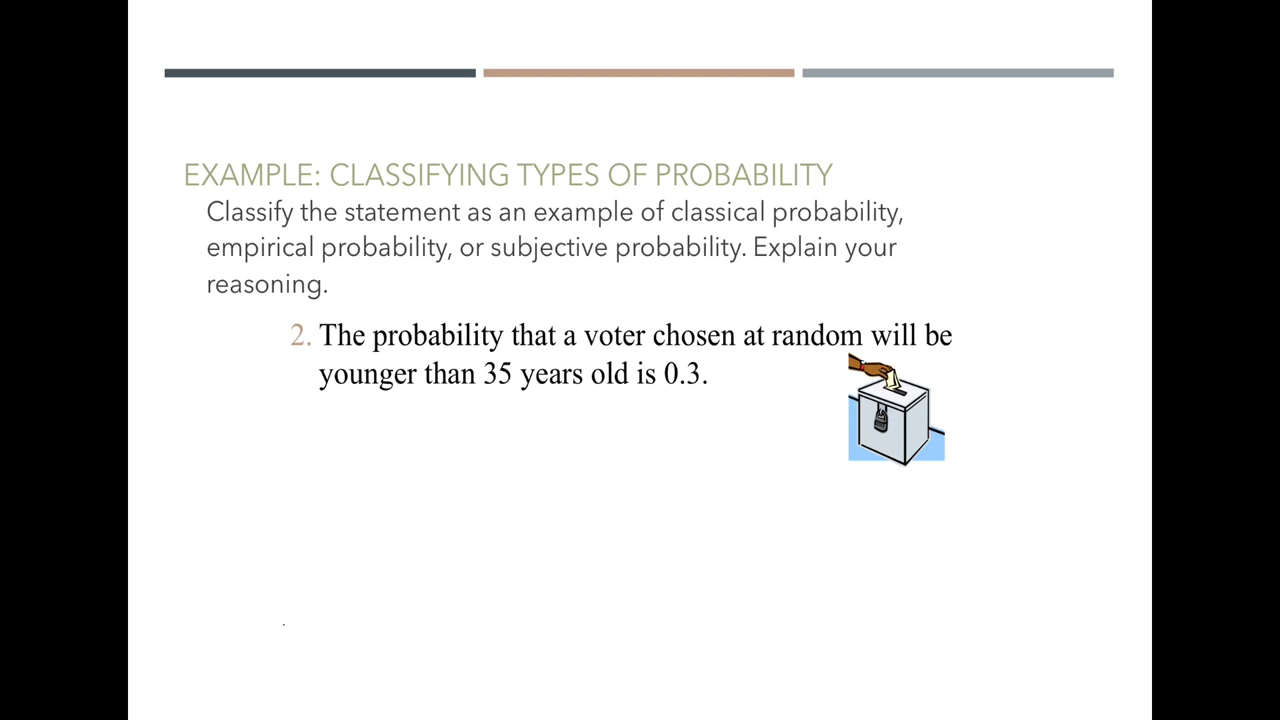 EXAMPLE: CLASSIFYING TYPES OF PROBABILITY
Classify the statement as an example of classical probability,
empirical probability, or subjective probability. Explain your
reasoning.
2. The probability that a voter chosen at random will be
younger than 35 years old is 0.3.
.